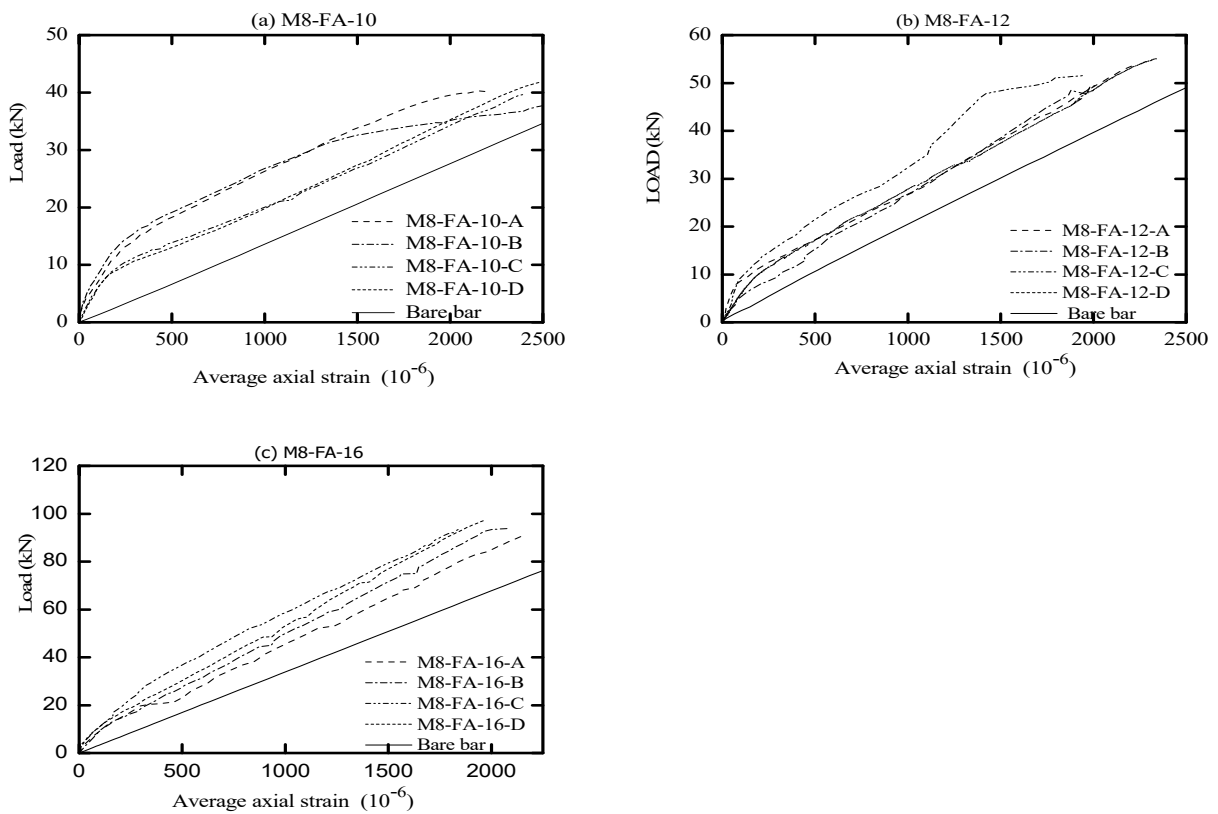 (a) M8-FA-10
50
40
30
20
10
0
Load (kN)
M8-FA-10-A
M8-FA-10-B
M8-FA-10-C
M8-FA-10-D
Bare bar
0 500 1000 1500 2000 2500
Average axial strain (10-6)
(b) M8-FA-12
60
50
40
30
20
10
0
LOAD (kN)
M8-FA-12-A
M8-FA-12-B
M8-FA-12-C
M8-FA-12-D
Bare bar
0 500 1000 1500 2000 2500
Average axial strain (10-6)
(c) M8-FA-16
120
100
80
60
40
20
0
Load (kN)
M8-FA-16-A
M8-FA-16-B
M8-FA-16-C
M8-FA-16-D
Bare bar
0 500 1000 1500 2000
Average axial strain (10-6)